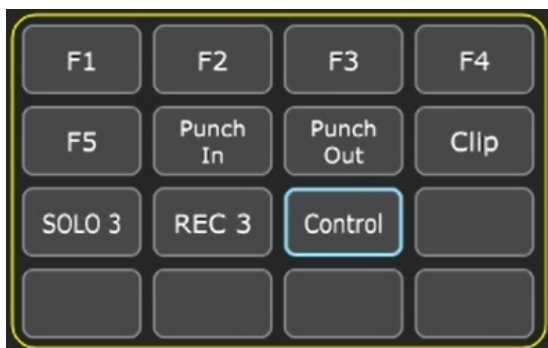 F1 F2 F3 F4
F5 Punch In Punch Out Clip
SOLO 3 REC 3 Control